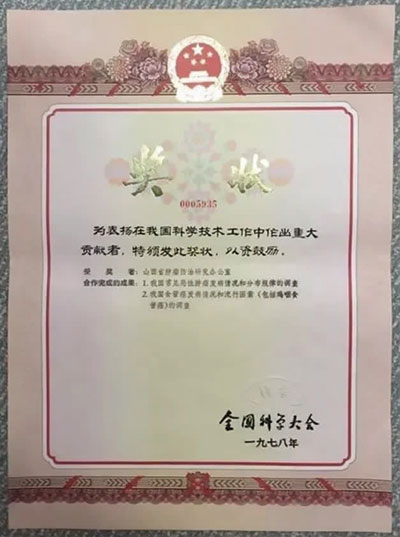 奖 状
0005935
为表扬在我国科学技术工作中作出重大
贡献者，特颁发此奖状，以资鼓励。
受奖者：山西省肿瘤防治研究办公室
合作完成的成果：1.我国常见恶性肿瘤发病情况和分布规律的调查
2.我国食管癌发病情况和流行因素（包括鸡咽食
管癌）的调查
全国科学大会
一九七八年